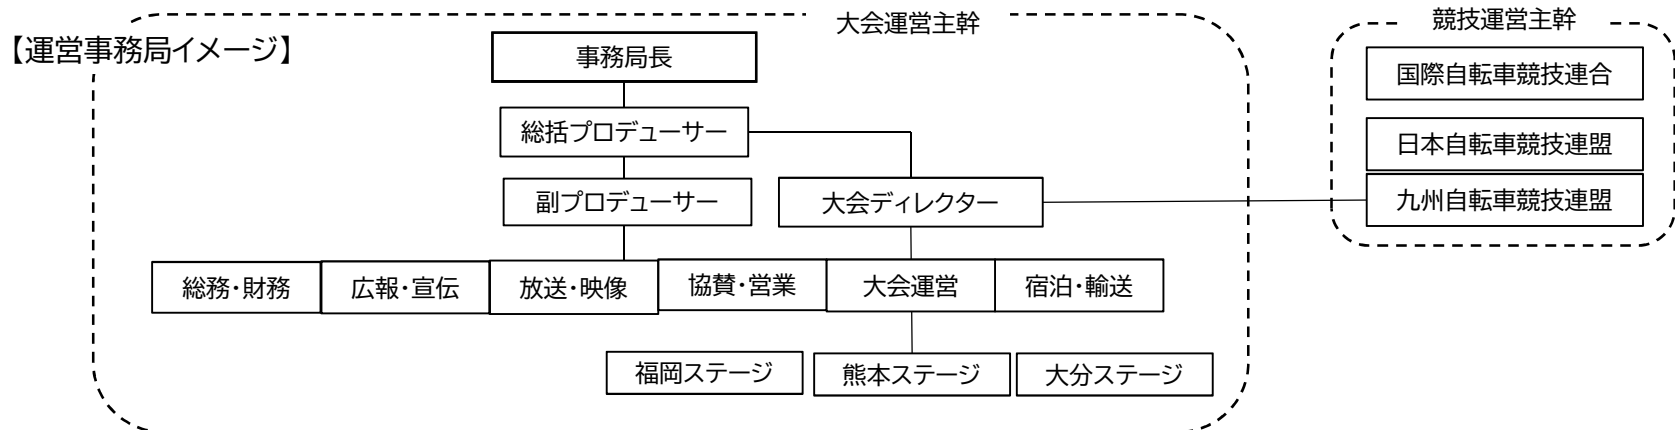 大会運営主幹
競技運営主幹
【運営事務局イメージ】
事務局長
国際自転車競技連合
総括プロデューサー
日本自転車競技連盟
副プロデューサー
大会ディレクター
九州自転車競技連盟
総務・財務
広報・宣伝
放送・映像
協賛・営業
大会運営
宿泊・輸送
福岡ステージ
熊本ステージ
大分ステージ